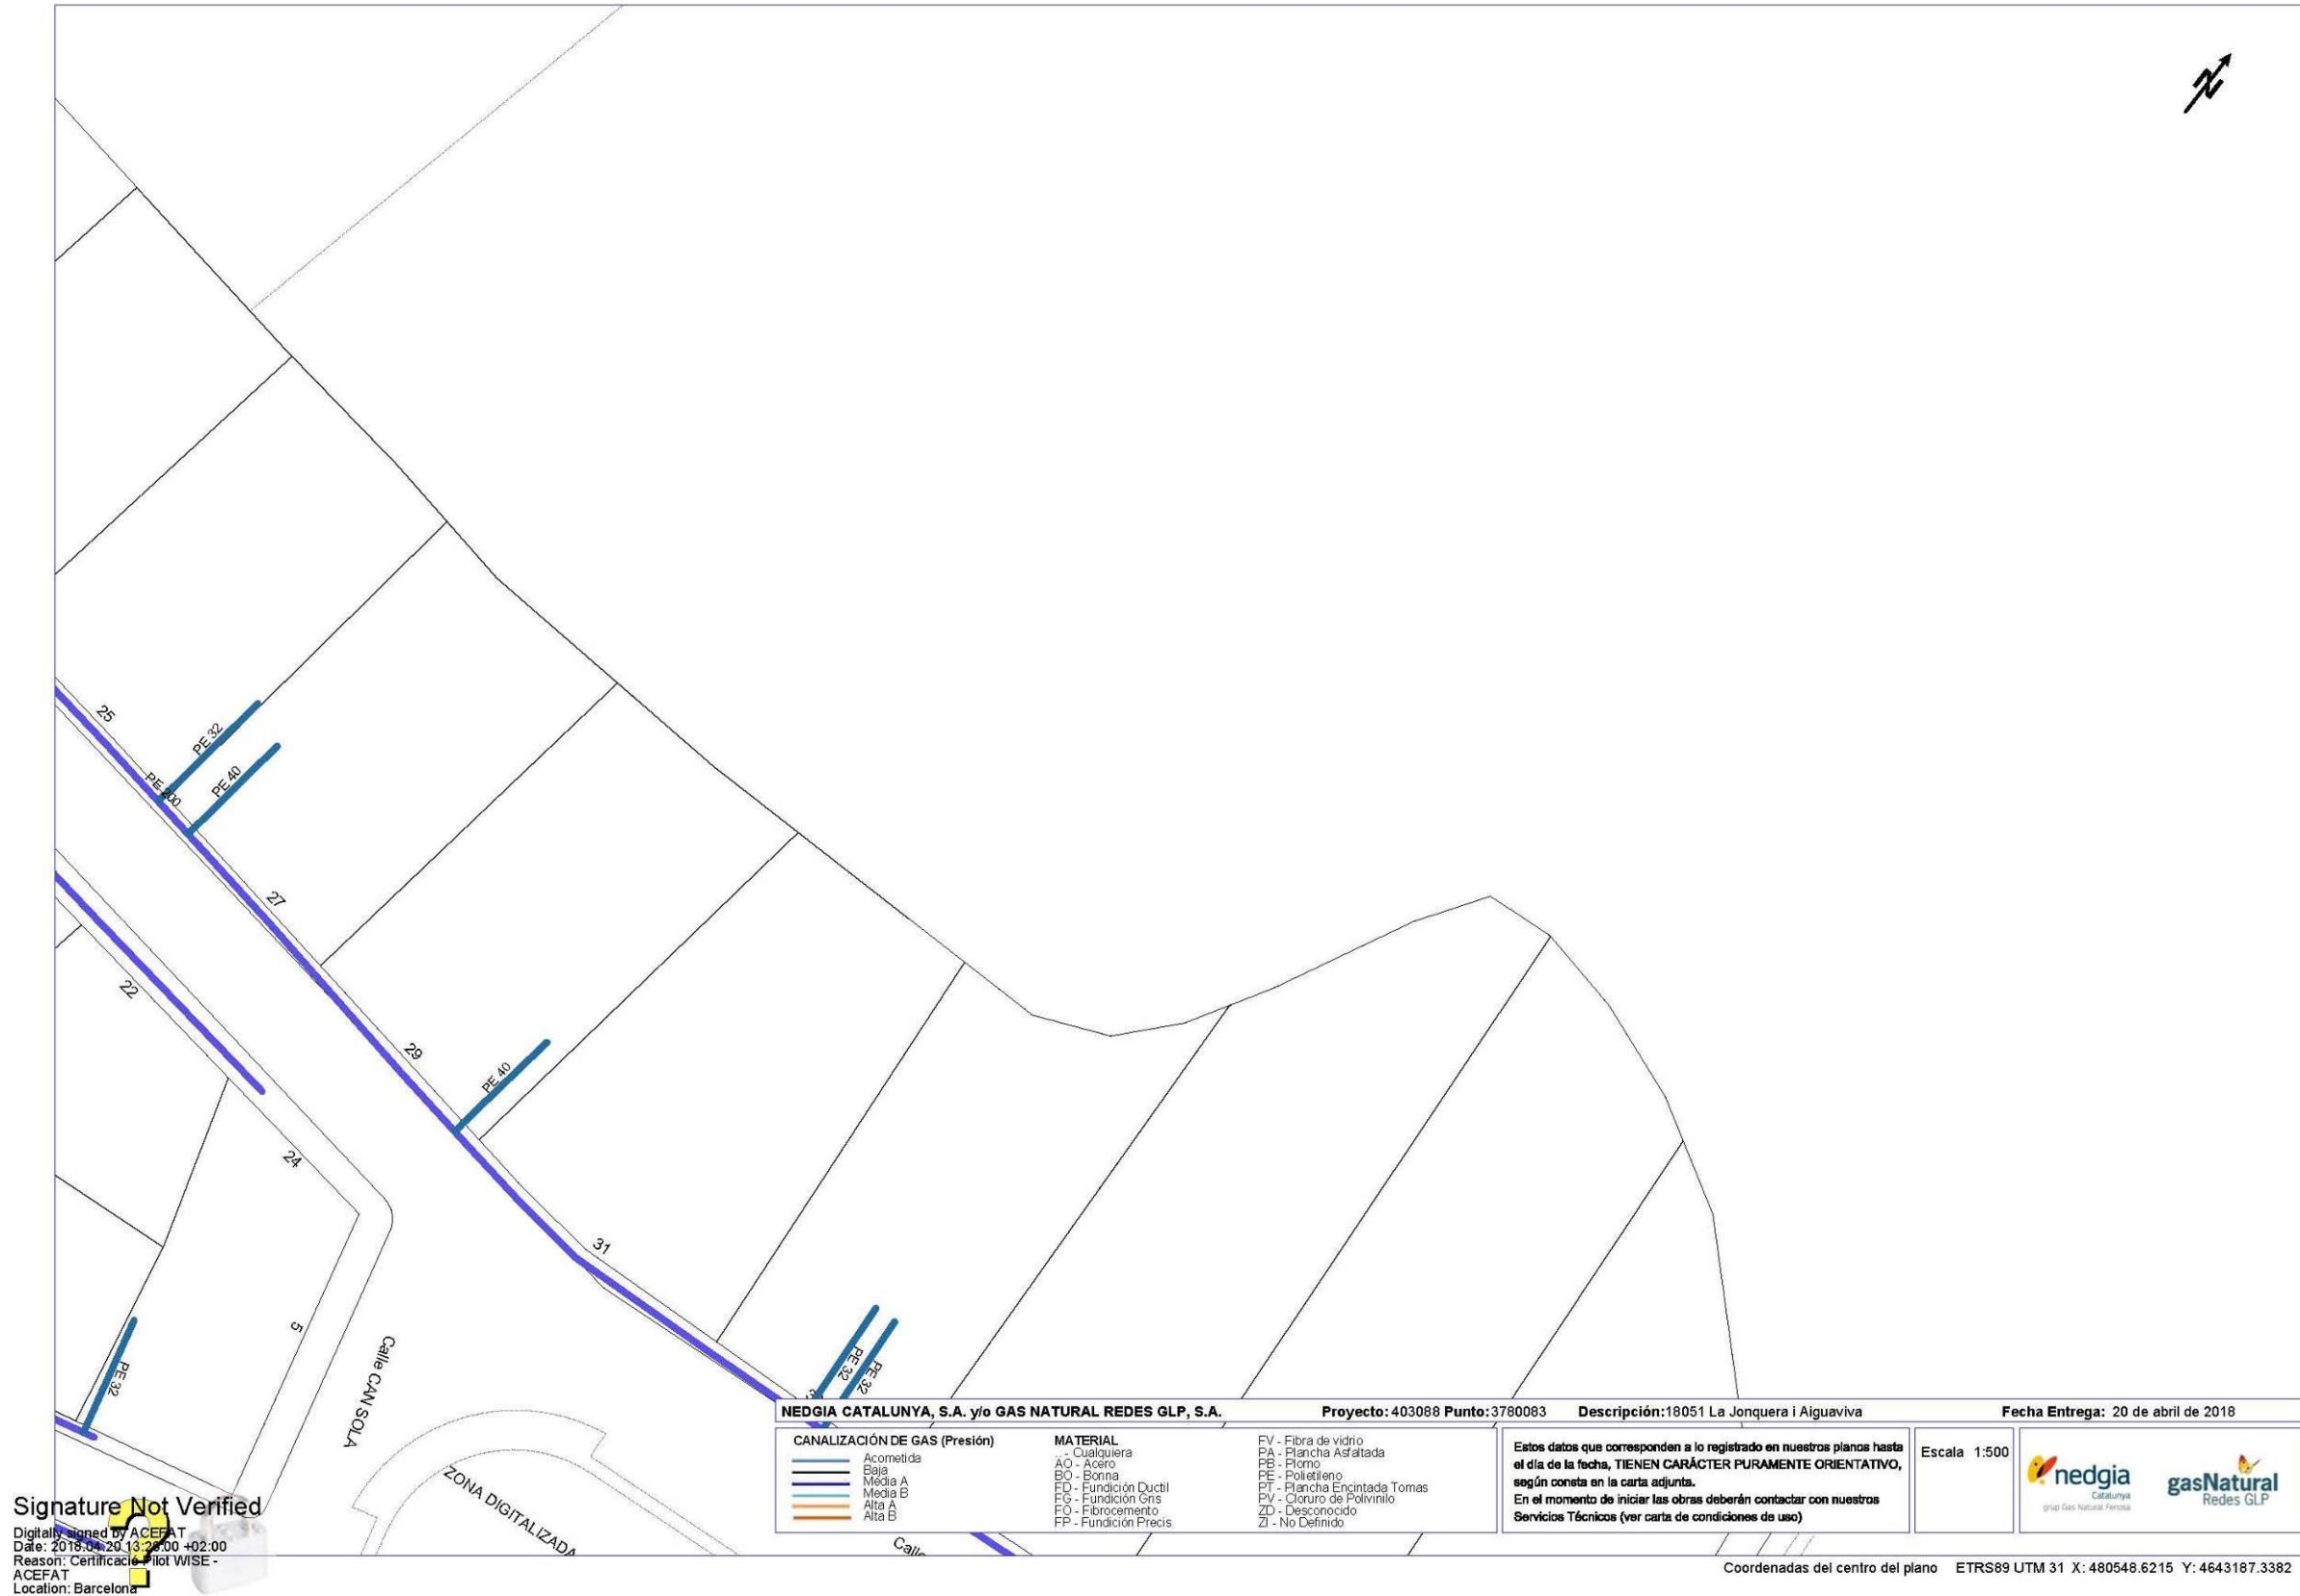 25
PE 32
PE 40
PE 200
27
22
29
PE 40
24
31
5
PE 32
Calle CAN SOLA
PE 32
PE 32
ZONA DIGITALIZADA
Calle
NEDGIA CATALUNYA, S.A. y/o GAS NATURAL REDES GLP, S.A. Proyecto: 403088 Punto: 3780083 Descripción: 18051 La Jonquera i Aiguaviva Fecha Entrega: 20 de abril de 2018
CANALIZACIÓN DE GAS (Presión)
Acometida
Baja
Media A
Media B
Alta A
Alta B
MATERIAL
.. - Cualquiera
AO - Acero
BO - Bonna
FD - Fundición Ductil
FG - Fundición Gris
FO - Fibrocemento
FP - Fundición Precis
FV - Fibra de vidrio
PA - Plancha Asfaltada
PB - Plomo
PE - Polietileno
PT - Plancha Encintada Tomas
PV - Cloruro de Polivinilo
ZD - Desconocido
ZI - No Definido
Estos datos que corresponden a lo registrado en nuestros planos hasta
el día de la fecha, TIENEN CARÁCTER PURAMENTE ORIENTATIVO,
según consta en la carta adjunta.
En el momento de iniciar las obras deberán contactar con nuestros
Servicios Técnicos (ver carta de condiciones de uso)
Escala 1:500
nedgia
Catalunya
grup Gas Natural Fenosa
gasNatural
Redes GLP
Signature Not Verified
Digitally signed by ACEFAT
Date: 2018.04.20 13:28:00 +02:00
Reason: Certificació Pilot WISE -
ACEFAT
Location: Barcelona
Coordenadas del centro del plano ETRS89 UTM 31 X: 480548.6215 Y: 4643187.3382